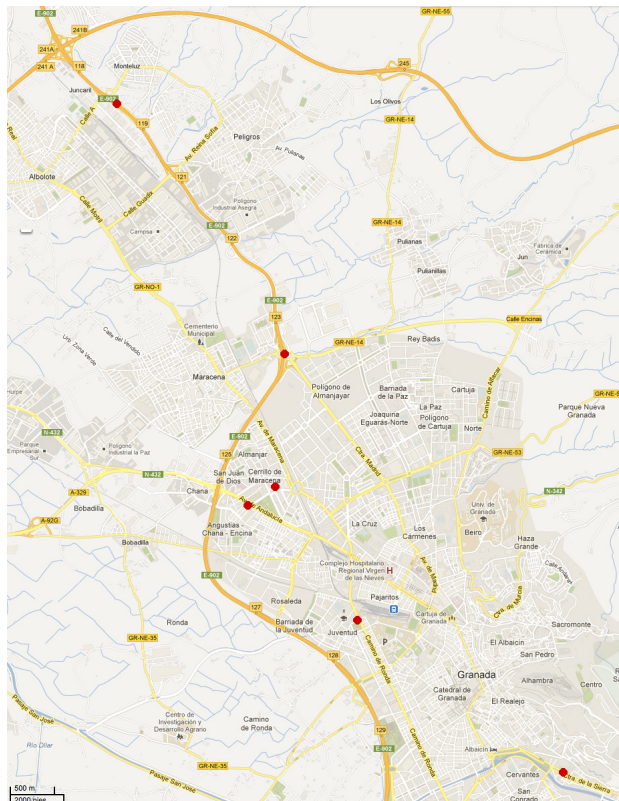 E-902
GR-NE-55
241B
241A
241 A
118
Monteluz
245
Juncaril
E-902
Los Olivos
119
Calle A
GR-NE-14
Real
Av. Reina Sofía
Peligros
Av. Pulianas
Albolote
121
Calle Guadix
Calle Motril
Polígono
Industrial Asegra
Campsa
E-902
122
GR-NE-14
Pulianas
Fábrica de
Cerámica
Jun
Pulianillas
GR-NO-1
E-902
123
Calle Encinas
Calle del Vendido
Cementerio
Municipal
GR-NE-14
Rey Badis
Urb. Zona Verde
Maracena
Polígono de
Almanjayar
Barriada
de la Paz
Cartuja
Camino de Alfacar
GR-NE-5
La Paz
Joaquina
Eguaras-Norte
Polígono
de Cartuja
Norte
Parque Nueva
Granada
Av. de Maracena
N-432
E-902
Parque
Empresarial
Sur
Polígono
Industrial la Paz
125
Almanjar
Ctra. Madrid
GR-NE-53
N-432
San Juan
de Dios
Cerrillo de
Maracena
A-329
Chana
N-342
Bobadilla
Univ. de
Granada
A-92G
Angustias -
Chana - Encina
La Cruz
Los
Cármenes
Beiro
Haza
Grande
Bobadilla
Complejo Hospitalario
Regional Virgen
de las Nieves
H
E-902
Pajaritos
Ctra. de Murcia
Rosaleda
127
Cartuja de
Granada
Ronda
Barriada de
la Juventud
Juventud
Sacromonte
GR-NE-35
El Albaicín
P
San Pedro
128
Camino de Ronda
Granada
Alhambra
Centro
Catedral de
Granada
Pasaje San José
El Realejo
Centro de
Investigación y
Desarrollo Agrario
Camino
de Ronda
129
E-902
Río Dílar
Camino de Ronda
Albaicín
GR-NE-35
Cervantes
Pasaje San José
Ctra. de la Sierra
500 m
San
Conrado
2000 pies